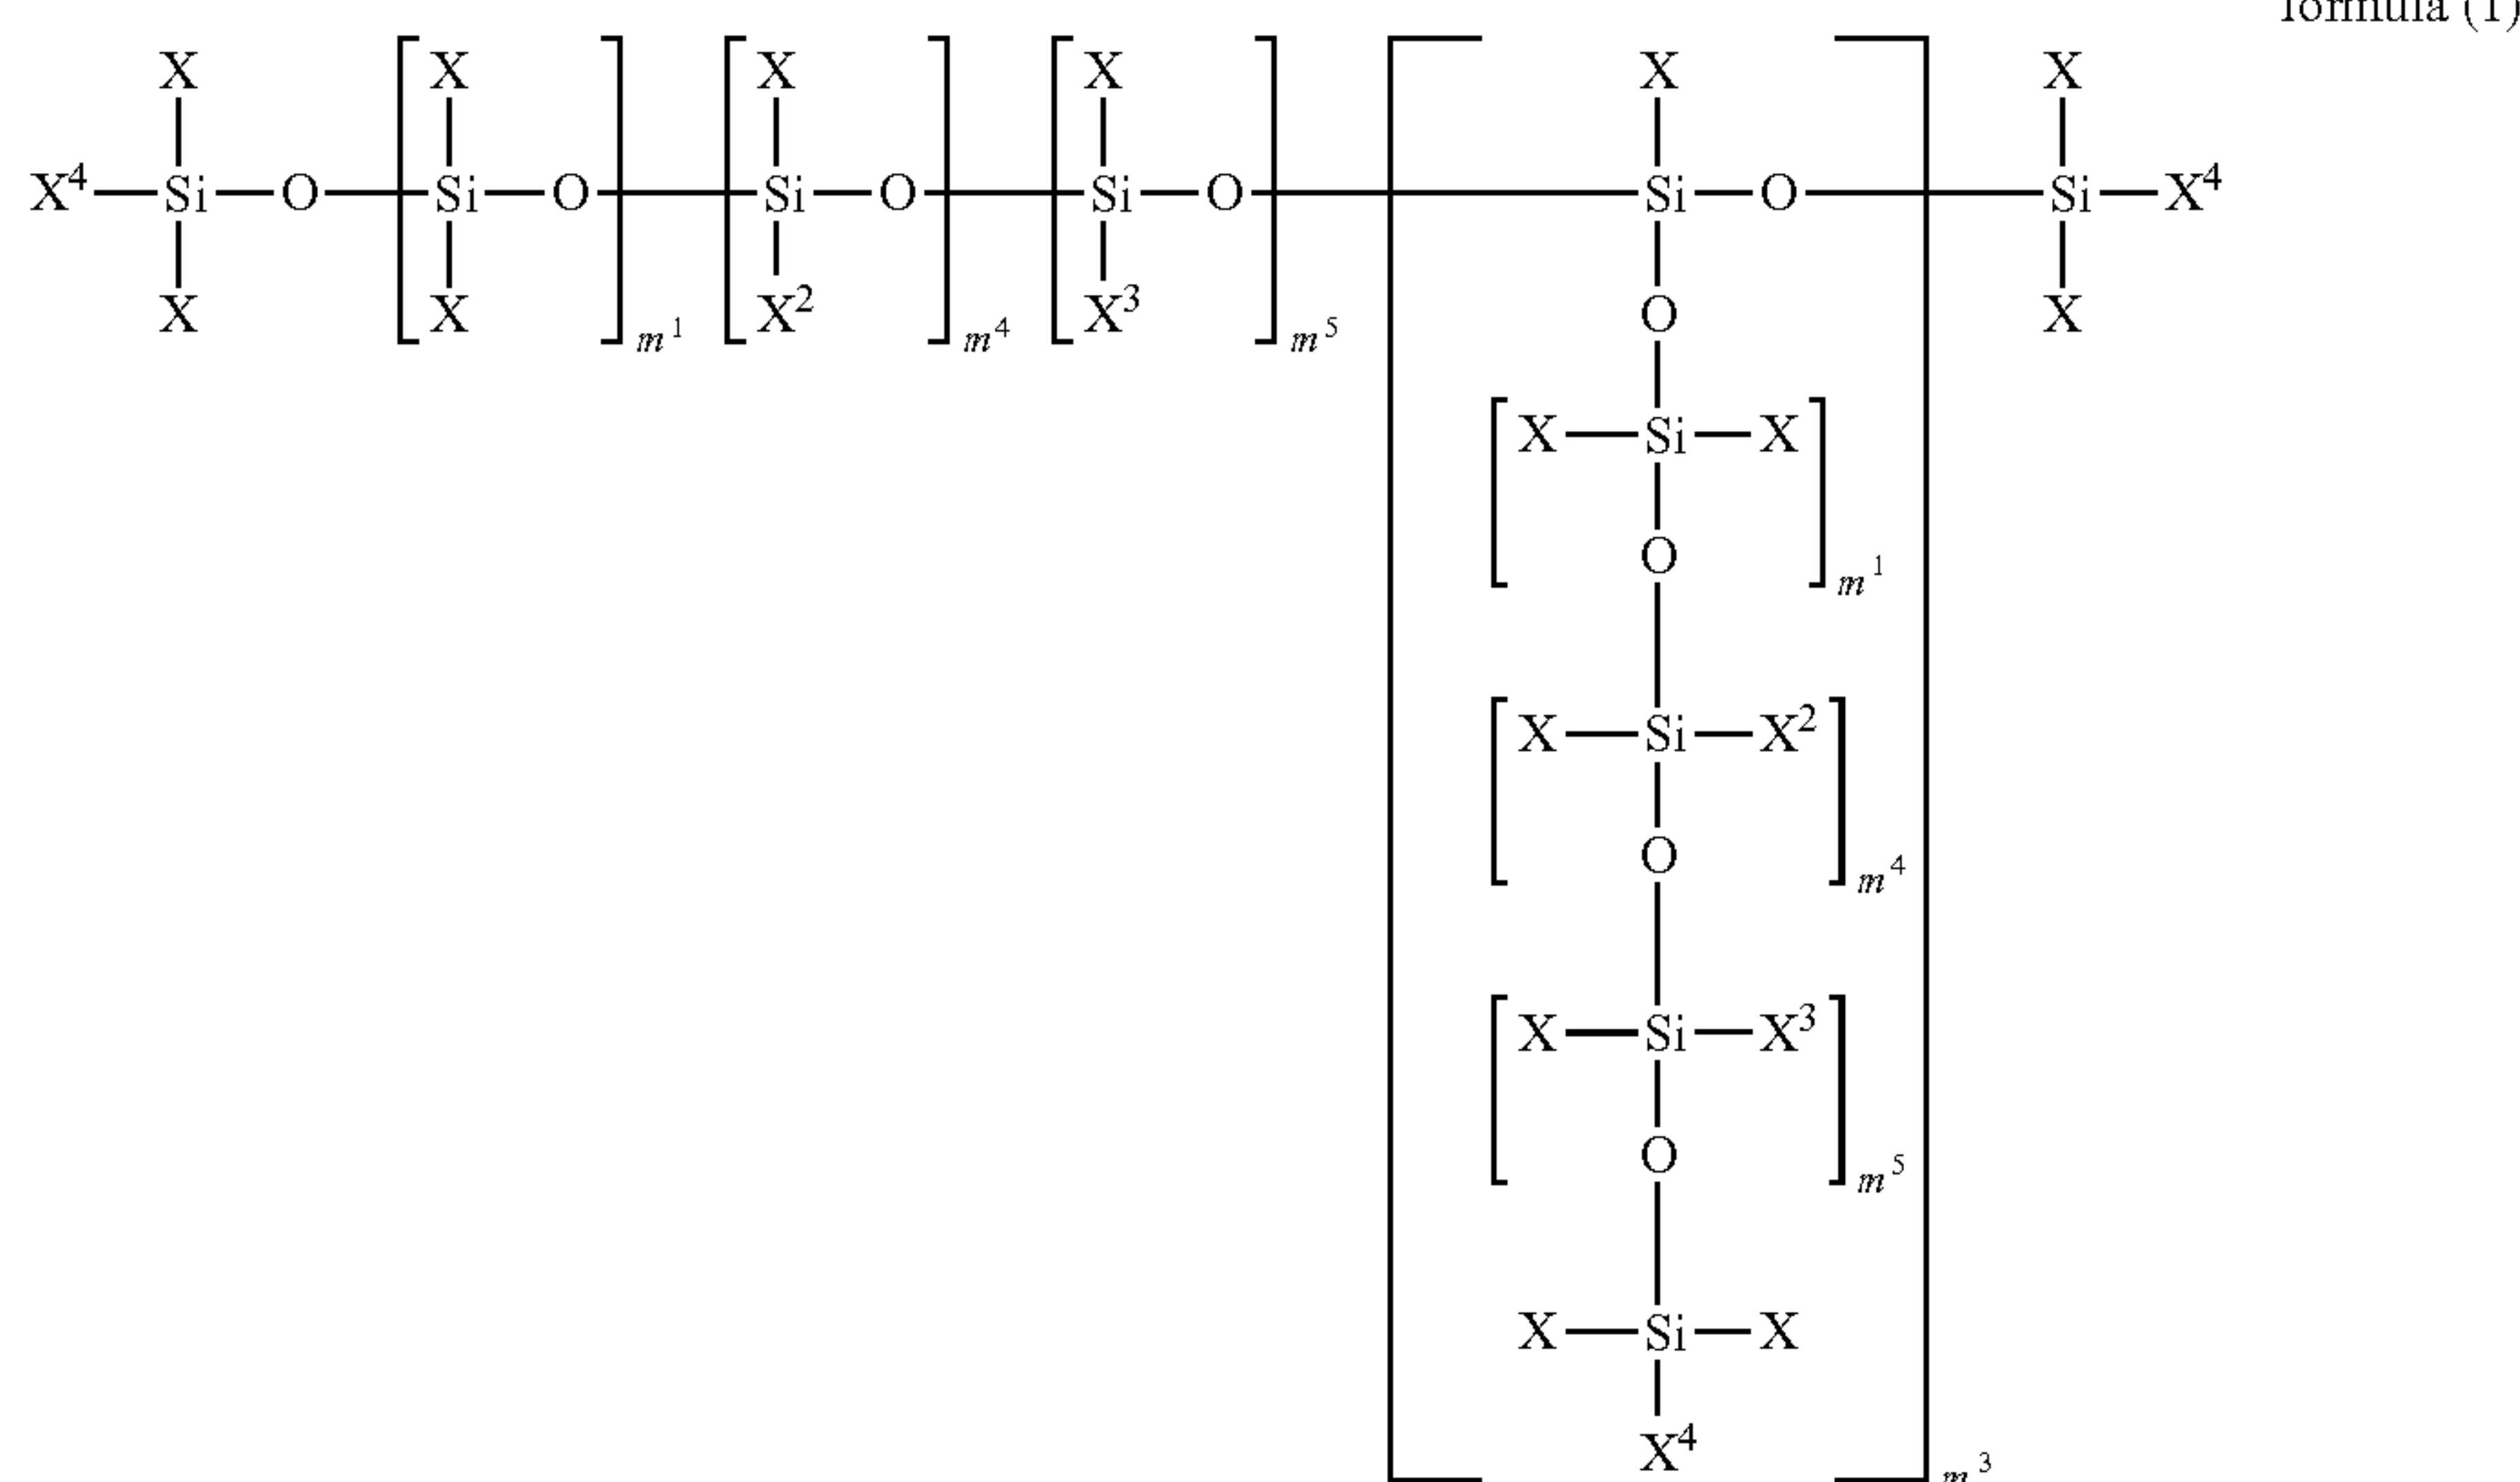 formula (1)
X X X X X X
X⁴—Si—O—[Si—O]m¹—[Si—O]m⁴—[Si—O]m⁵—[Si—O]—Si—X⁴
X X X² X³ O X
[X—Si—X]m¹
O
[X—Si—X²]m⁴
O
[X—Si—X³]m⁵
O
X—Si—X
X⁴
m³